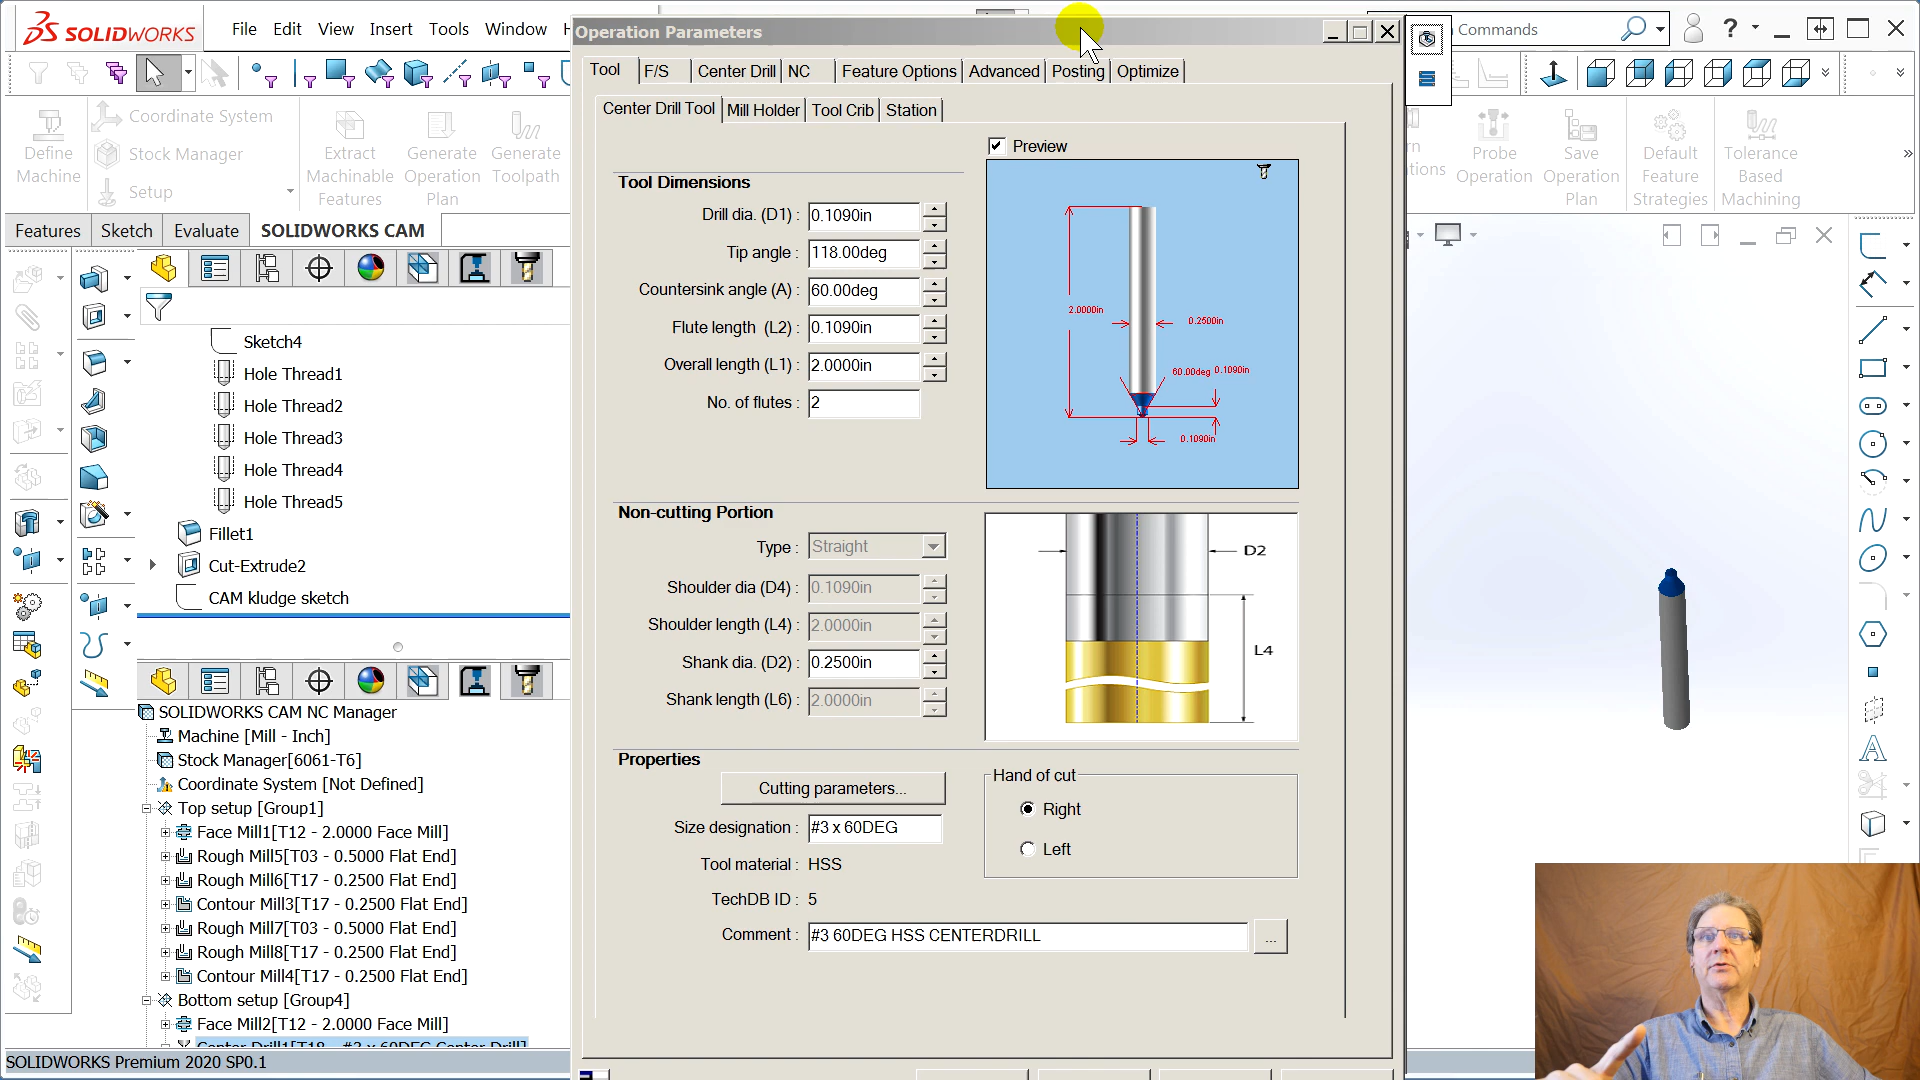 SOLIDWORKS
File Edit View Insert Tools Window
Operation Parameters
Commands
Tool F/S Center Drill NC Feature Options Advanced Posting Optimize
Center Drill Tool Mill Holder Tool Crib Station
Define Machine
Coordinate System
Stock Manager
Setup
Extract Machinable Features
Generate Operation Plan
Generate Toolpath
Probe Operation
Save Operation Plan
Default Feature Strategies
Tolerance Based Machining
Features Sketch Evaluate SOLIDWORKS CAM
Sketch4
Hole Thread1
Hole Thread2
Hole Thread3
Hole Thread4
Hole Thread5
Fillet1
Cut-Extrude2
CAM kludge sketch
SOLIDWORKS CAM NC Manager
Machine [Mill - Inch]
Stock Manager[6061-T6]
Coordinate System [Not Defined]
Top setup [Group1]
Face Mill1[T12 - 2.0000 Face Mill]
Rough Mill5[T03 - 0.5000 Flat End]
Rough Mill6[T17 - 0.2500 Flat End]
Contour Mill3[T17 - 0.2500 Flat End]
Rough Mill7[T03 - 0.5000 Flat End]
Rough Mill8[T17 - 0.2500 Flat End]
Contour Mill4[T17 - 0.2500 Flat End]
Bottom setup [Group4]
Face Mill2[T12 - 2.0000 Face Mill]
Center Drill1[T18 - #3 x 60DEG Center Drill]
SOLIDWORKS Premium 2020 SP0.1
Preview
Tool Dimensions
Drill dia. (D1) : 0.1090in
Tip angle : 118.00deg
Countersink angle (A) : 60.00deg
Flute length (L2) : 0.1090in
Overall length (L1) : 2.0000in
No. of flutes : 2
2.0000in
0.2500in
60.00deg 0.1090in
0.1090in
Non-cutting Portion
Type : Straight
Shoulder dia (D4) : 0.1090in
Shoulder length (L4) : 2.0000in
Shank dia. (D2) : 0.2500in
Shank length (L6) : 2.0000in
D2
L4
Properties
Cutting parameters...
Size designation : #3 x 60DEG
Tool material : HSS
TechDB ID : 5
Comment : #3 60DEG HSS CENTERDRILL
...
Hand of cut
Right
Left